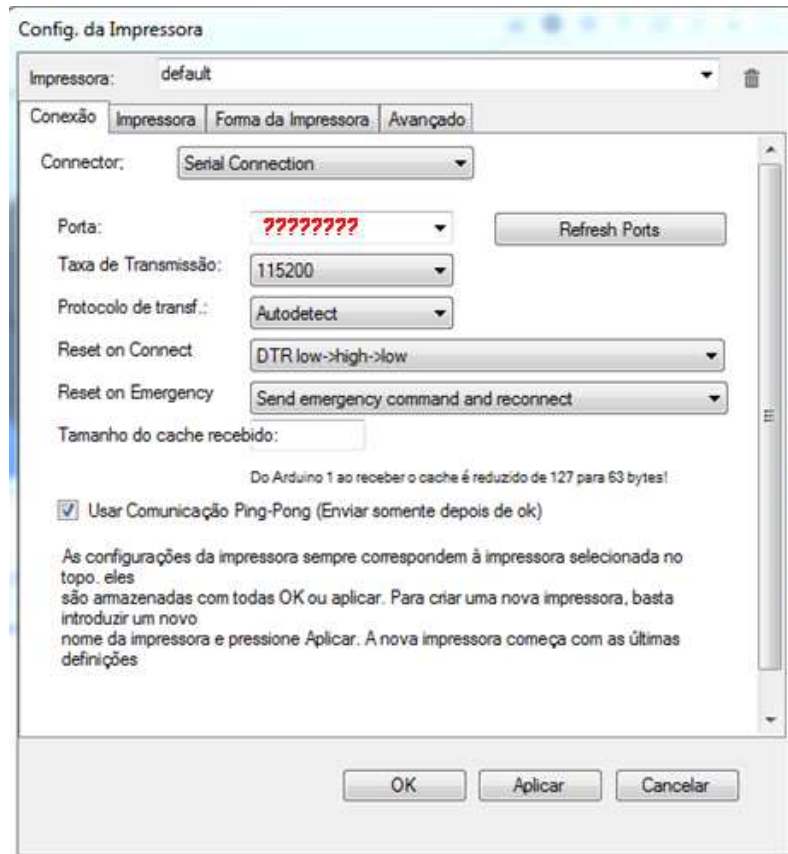 Config. da Impressora
Impressora: default
Conexão Impressora Forma da Impressora Avançado
Connector; Serial Connection
Porta: ???????? Refresh Ports
Taxa de Transmissão: 115200
Protocolo de transf.: Autodetect
Reset on Connect DTR low->high->low
Reset on Emergency Send emergency command and reconnect
Tamanho do cache recebido:
Do Arduino 1 ao receber o cache é reduzido de 127 para 63 bytes!
Usar Comunicação Ping-Pong (Enviar somente depois de ok)
As configurações da impressora sempre correspondem à impressora selecionada no
topo. eles
são armazenadas com todas OK ou aplicar. Para criar uma nova impressora, basta
introduzir um novo
nome da impressora e pressione Aplicar. A nova impressora começa com as últimas
definições
OK Aplicar Cancelar